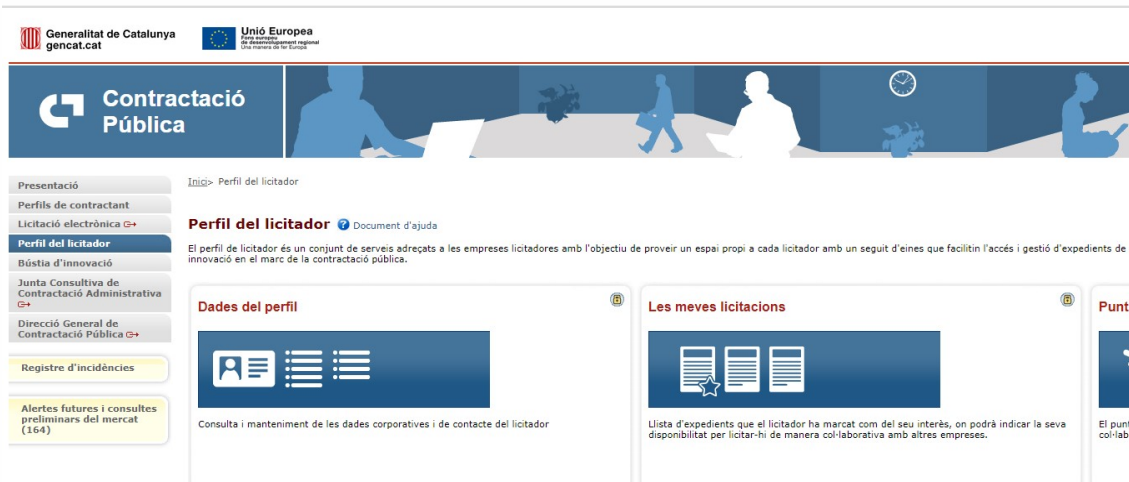 Generalitat de Catalunya
gencat.cat
Unió Europea
Fons europeu
de desenvolupament regional
Una manera de fer Europa
Contractació
Pública
Presentació
Perfils de contractant
Licitació electrònica
Perfil del licitador
Bústia d'innovació
Junta Consultiva de
Contractació Administrativa
Direcció General de
Contractació Pública
Registre d'incidències
Alertes futures i consultes
preliminars del mercat
(164)
Inici> Perfil del licitador
Perfil del licitador ? Document d'ajuda
El perfil de licitador és un conjunt de serveis adreçats a les empreses licitadores amb l'objectiu de proveir un espai propi a cada licitador amb un seguit d'eines que facilitin l'accés i gestió d'expedients de
innovació en el marc de la contractació pública.
Dades del perfil
Consulta i manteniment de les dades corporatives i de contacte del licitador
Les meves licitacions
Llista d'expedients que el licitador ha marcat com del seu interès, on podrà indicar la seva
disponibilitat per licitar-hi de manera col·laborativa amb altres empreses.
Punt
El punt
col·lab